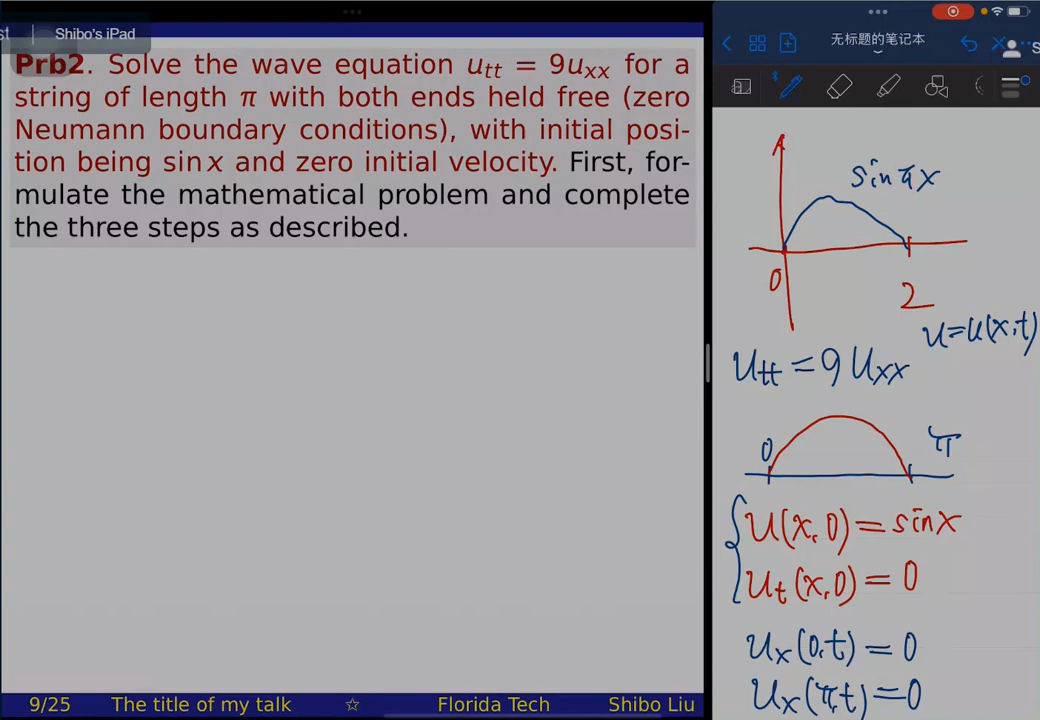 st
Shibo's iPad
Prb2. Solve the wave equation u_tt = 9u_xx for a
string of length π with both ends held free (zero
Neumann boundary conditions), with initial posi-
tion being sin x and zero initial velocity. First, for-
mulate the mathematical problem and complete
the three steps as described.
9/25 The title of my talk ☆ Florida Tech Shibo Liu
无标题的笔记本
S
sin πx
0
2
u=u(x,t)
u_tt = 9 u_xx
0
π
u(x,0) = sinx
u_t(x,0) = 0
u_x(0,t) = 0
u_x(π,t) = 0